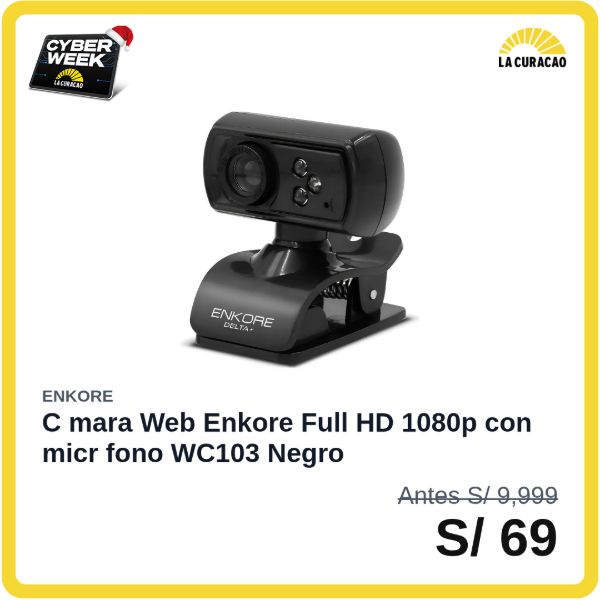 CYBER
WEEK
LA CURACAO
LA CURACAO
ENKORE
DELTA+
ENKORE
C mara Web Enkore Full HD 1080p con
micr fono WC103 Negro
Antes S/ 9,999
S/ 69